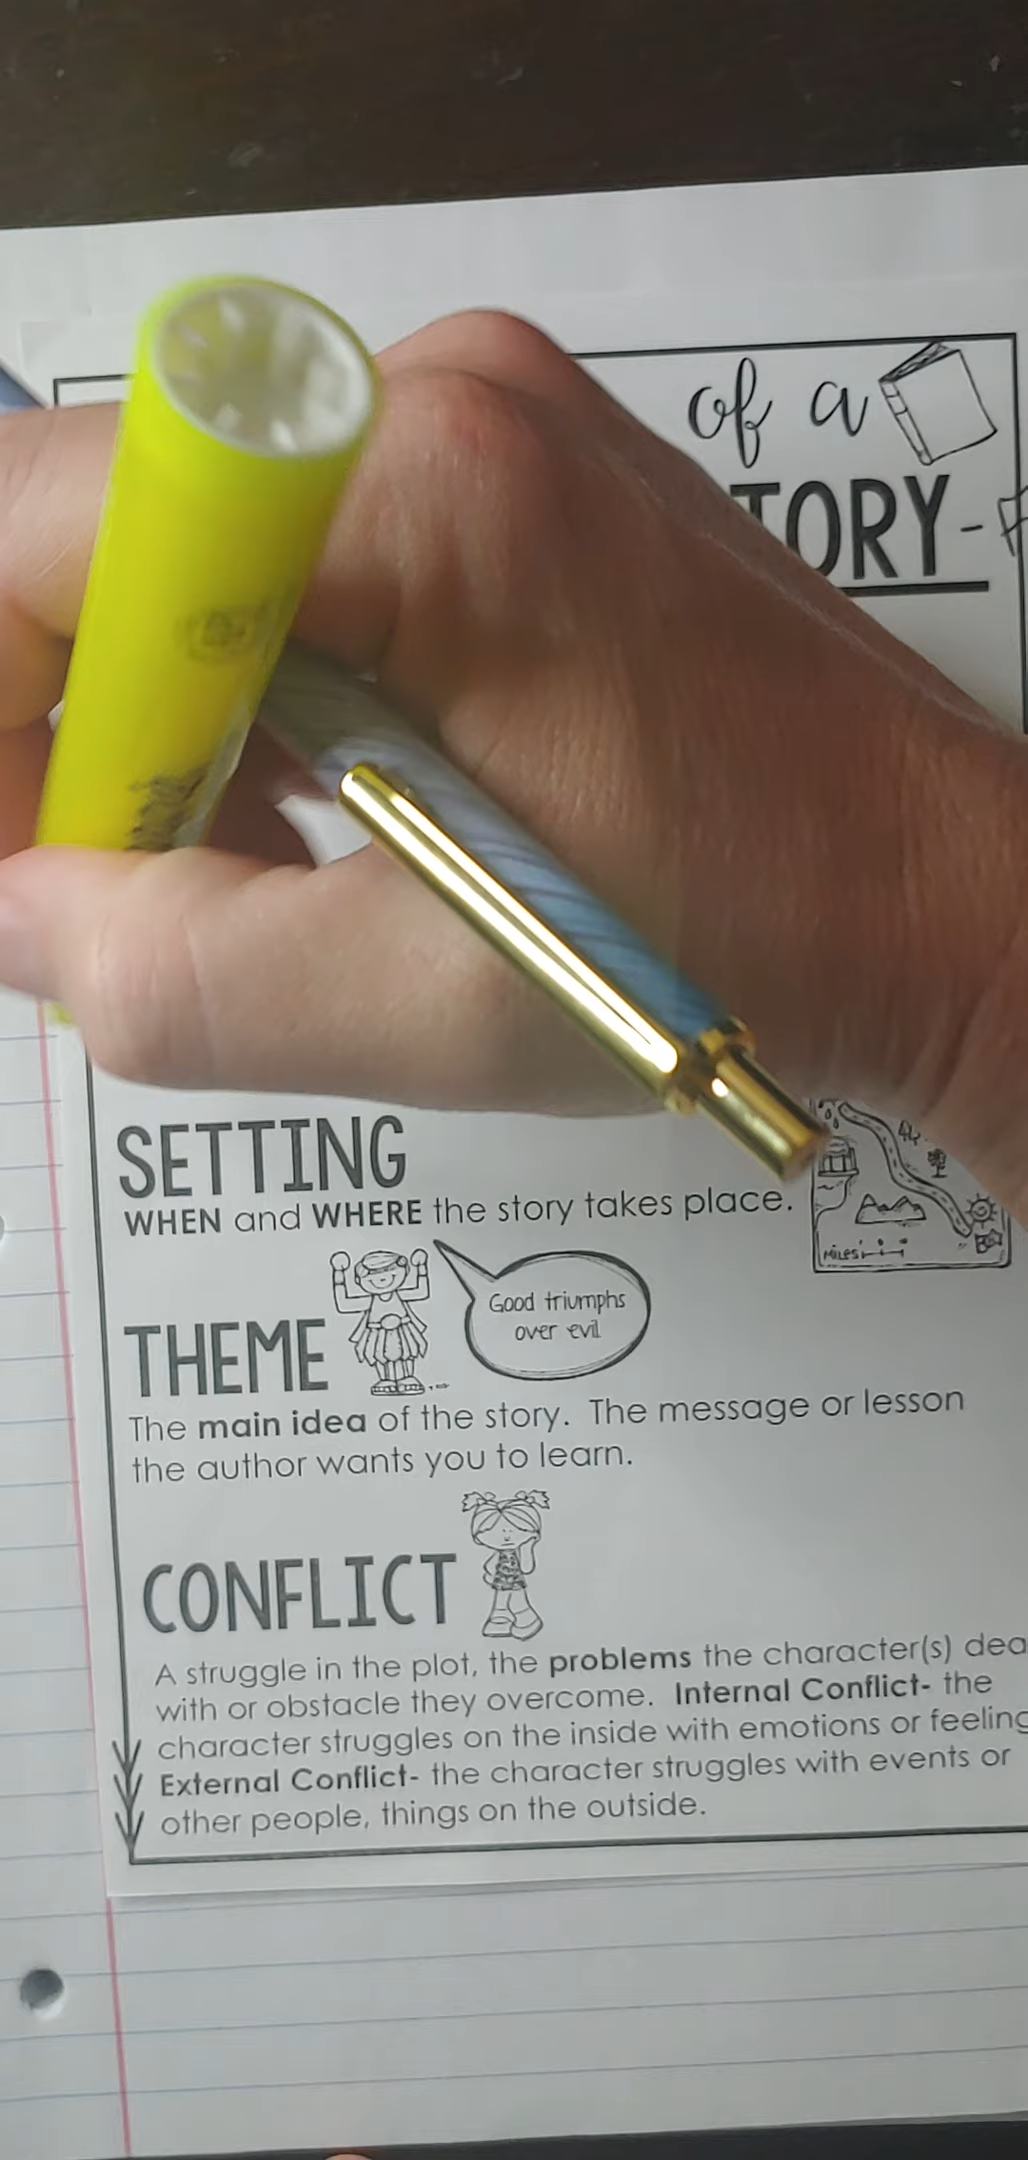 of a
TORY-
SETTING
WHEN and WHERE the story takes place.
MILES
Good triumphs
over evil
THEME
The main idea of the story. The message or lesson
the author wants you to learn.
CONFLICT
A struggle in the plot, the problems the character(s) dea
with or obstacle they overcome. Internal Conflict- the
character struggles on the inside with emotions or feeling
External Conflict- the character struggles with events or
other people, things on the outside.